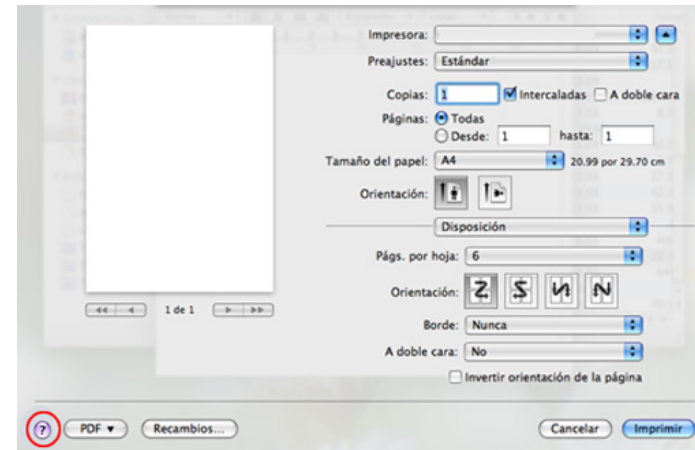 Impresora:
Preajustes: Estándar
Copias: 1 Intercaladas A doble cara
Páginas: Todas
Desde: 1 hasta: 1
Tamaño del papel: A4 20.99 por 29.70 cm
Orientación:
Disposición
Págs. por hoja: 6
Orientación:
1 de 1
Borde: Nunca
A doble cara: No
Invertir orientación de la página
? PDF Recambios... Cancelar Imprimir